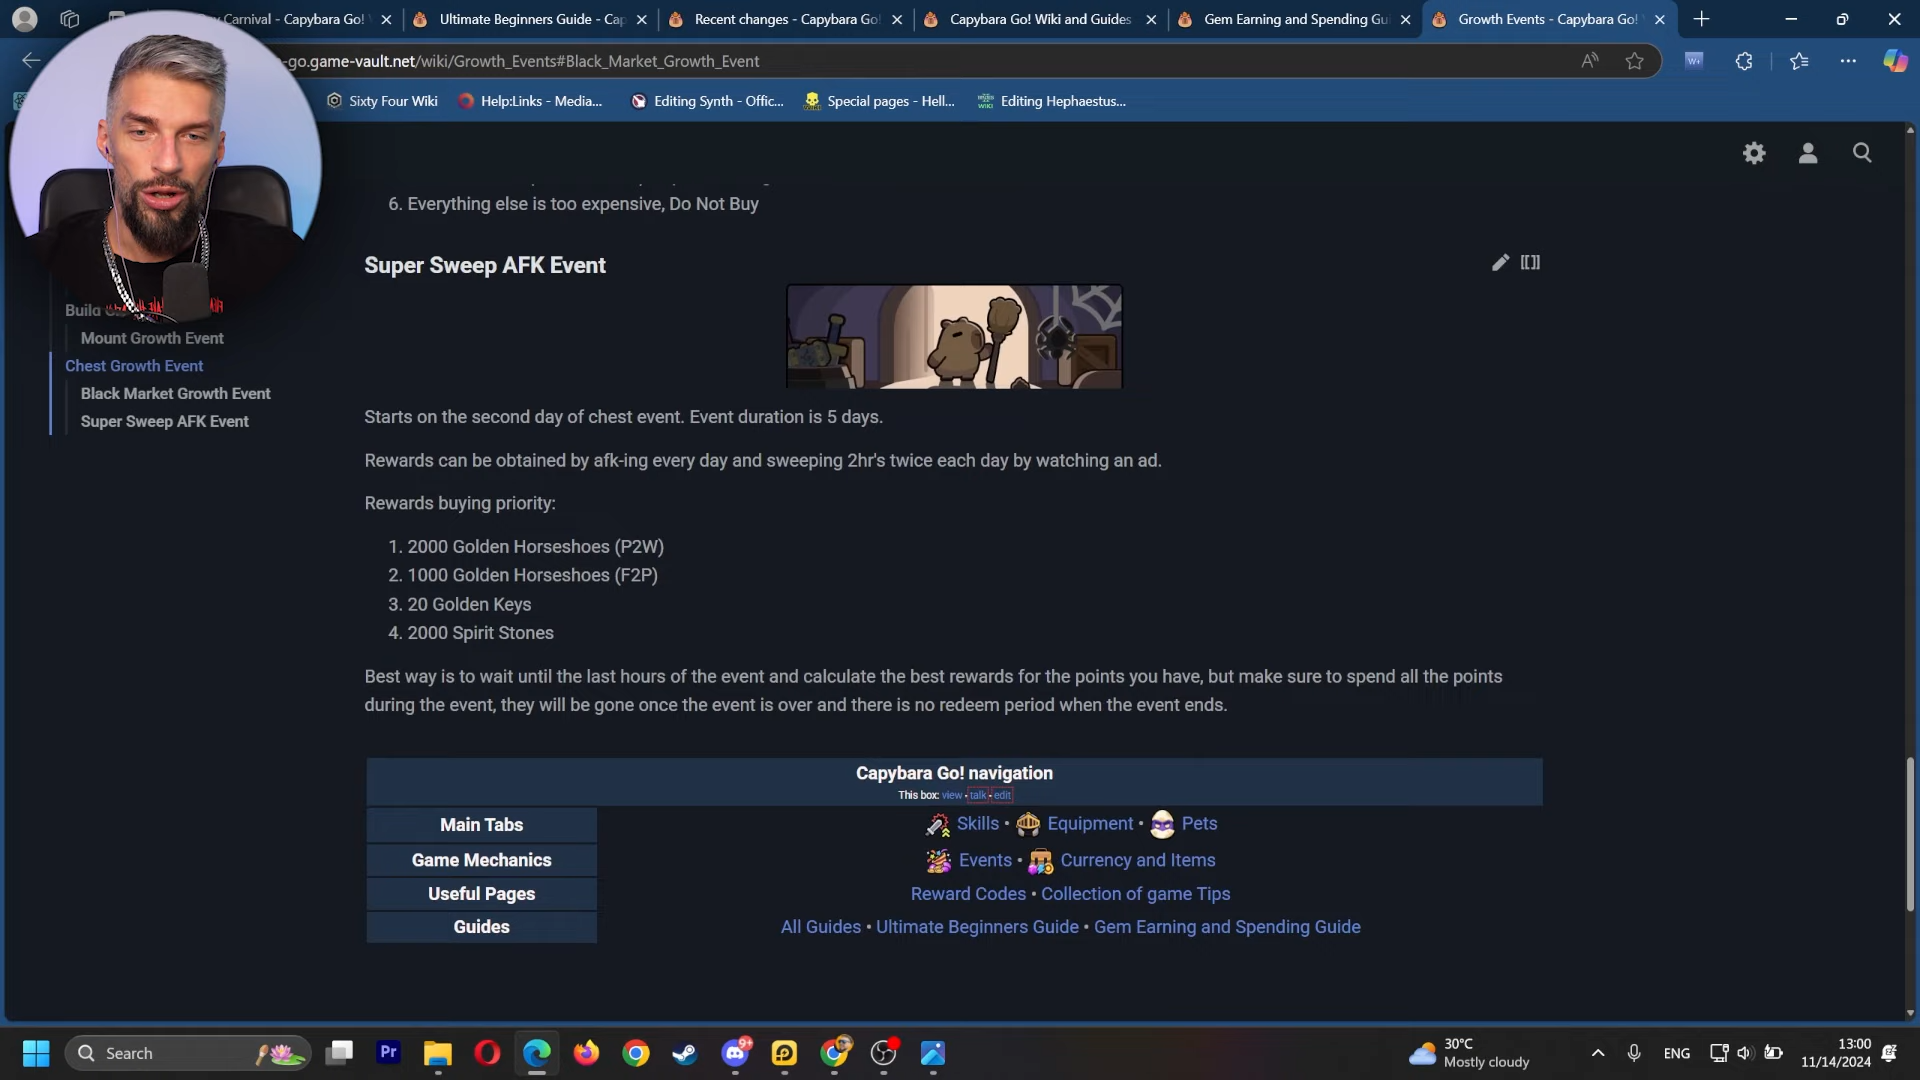 Carnival - Capybara Go!
Ultimate Beginners Guide - Cap
Recent changes - Capybara Go!
Capybara Go! Wiki and Guides
Gem Earning and Spending Gui
Growth Events - Capybara Go!
-go.game-vault.net/wiki/Growth_Events#Black_Market_Growth_Event
Sixty Four Wiki
Help:Links - Media...
Editing Synth - Offic...
Special pages - Hell...
Editing Hephaestus...
6. Everything else is too expensive, Do Not Buy
Super Sweep AFK Event
Build
Mount Growth Event
Chest Growth Event
Black Market Growth Event
Super Sweep AFK Event
Starts on the second day of chest event. Event duration is 5 days.
Rewards can be obtained by afk-ing every day and sweeping 2hr's twice each day by watching an ad.
Rewards buying priority:
1. 2000 Golden Horseshoes (P2W)
2. 1000 Golden Horseshoes (F2P)
3. 20 Golden Keys
4. 2000 Spirit Stones
Best way is to wait until the last hours of the event and calculate the best rewards for the points you have, but make sure to spend all the points
during the event, they will be gone once the event is over and there is no redeem period when the event ends.
Capybara Go! navigation
This box: view · talk · edit
Main Tabs
Skills • Equipment • Pets
Game Mechanics
Events • Currency and Items
Useful Pages
Reward Codes • Collection of game Tips
Guides
All Guides • Ultimate Beginners Guide • Gem Earning and Spending Guide
Search
Pr
9+
30°C
Mostly cloudy
ENG
13:00
11/14/2024